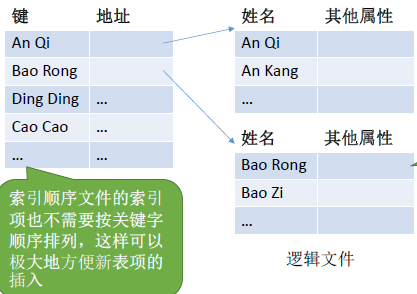 键 地址
An Qi
Bao Rong
Ding Ding …
Cao Cao …
… …
索引顺序文件的索引
项也不需要按关键字
顺序排列，这样可以
极大地方便新表项的
插入
姓名 其他属性
An Qi
An Kang
…
姓名 其他属性
Bao Rong
Bao Zi
…
逻辑文件